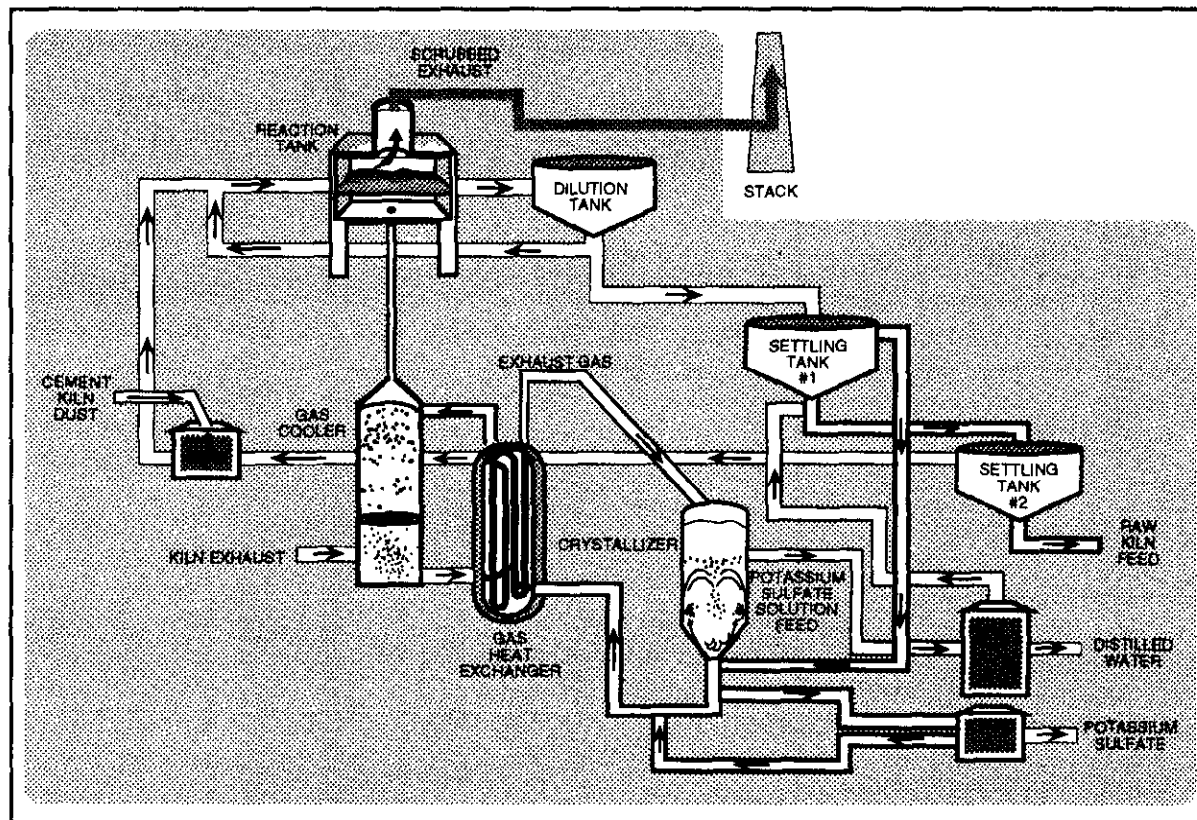 SCRUBBED
EXHAUST
REACTION
TANK
DILUTION
TANK
STACK
SETTLING
TANK
#1
EXHAUST GAS
CEMENT
KILN
DUST
GAS
COOLER
SETTLING
TANK
#2
KILN EXHAUST
CRYSTALLIZER
RAW
KILN
FEED
POTASSIUM
SULFATE
SOLUTION
FEED
GAS
HEAT
EXCHANGER
DISTILLED
WATER
POTASSIUM
SULFATE